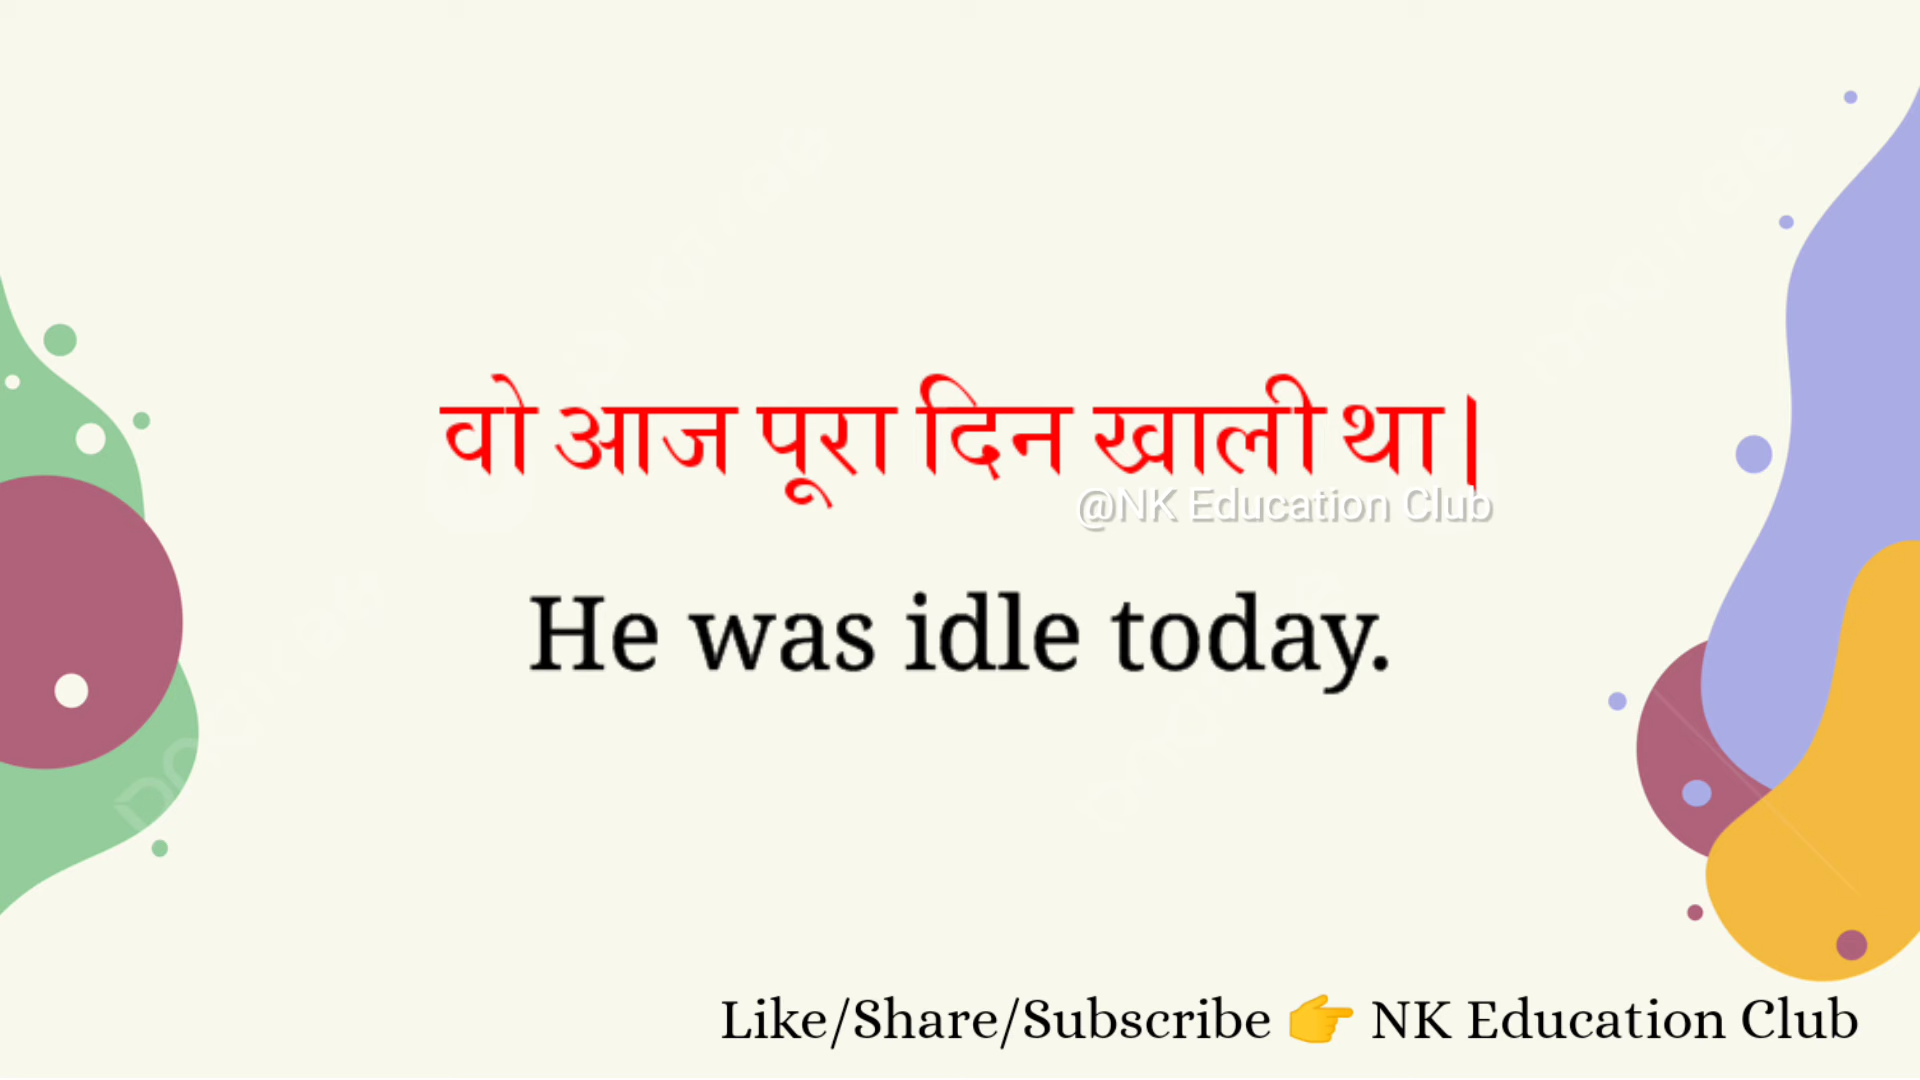 वो आज पूरा दिन खाली था|
@NK Education Club
He was idle today.
Like/Share/Subscribe 👉 NK Education Club